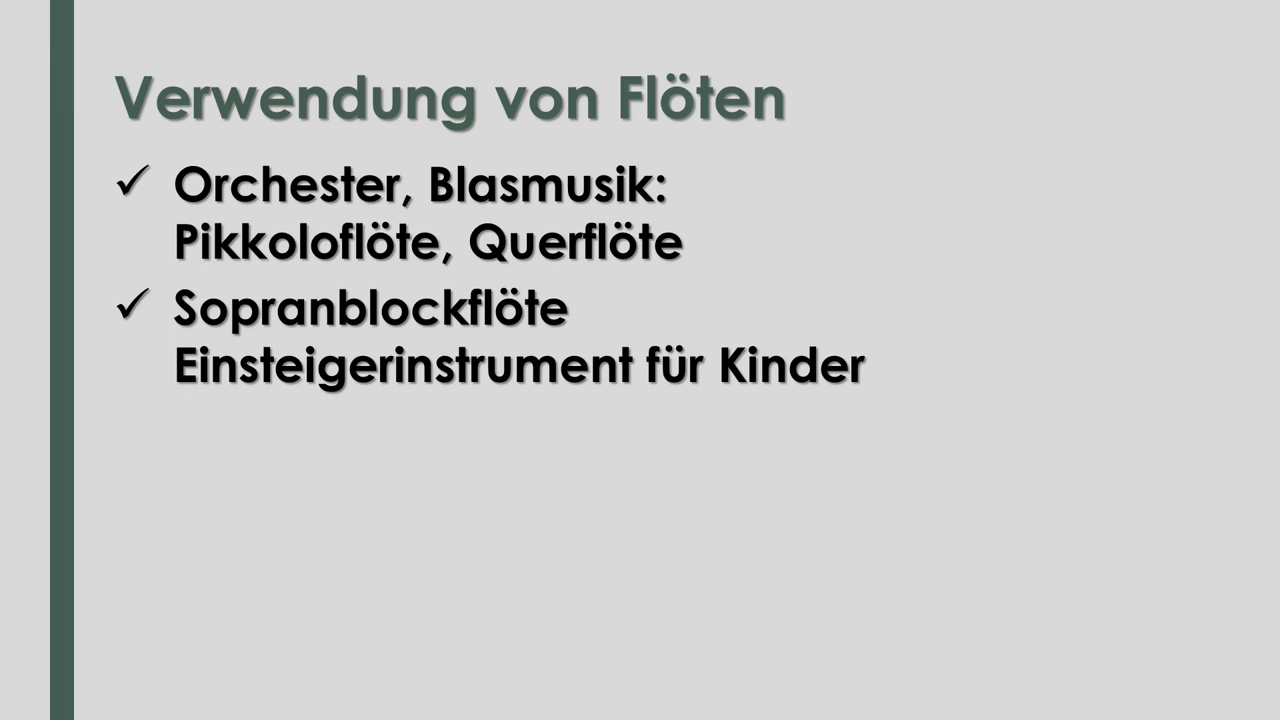 Verwendung von Flöten
✓ Orchester, Blasmusik:
Pikkoloflöte, Querflöte
✓ Sopranblockflöte
Einsteigerinstrument für Kinder